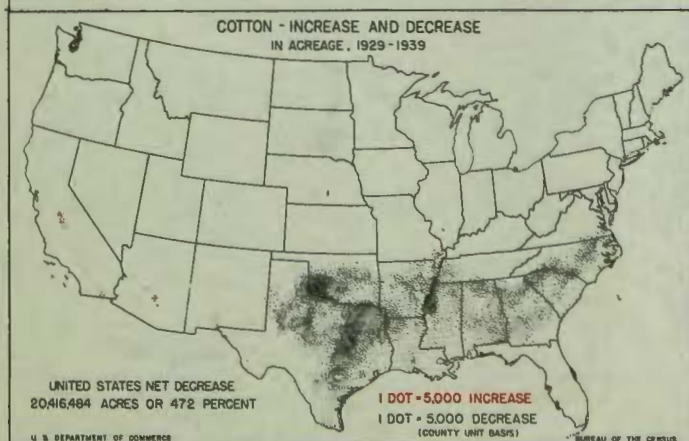 COTTON - INCREASE AND DECREASE
IN ACREAGE, 1929-1939
UNITED STATES NET DECREASE
20,416,484 ACRES OR 472 PERCENT
1 DOT = 5,000 INCREASE
1 DOT = 5,000 DECREASE
(COUNTY UNIT BASIS)
U. S. DEPARTMENT OF COMMERCE
BUREAU OF THE CENSUS